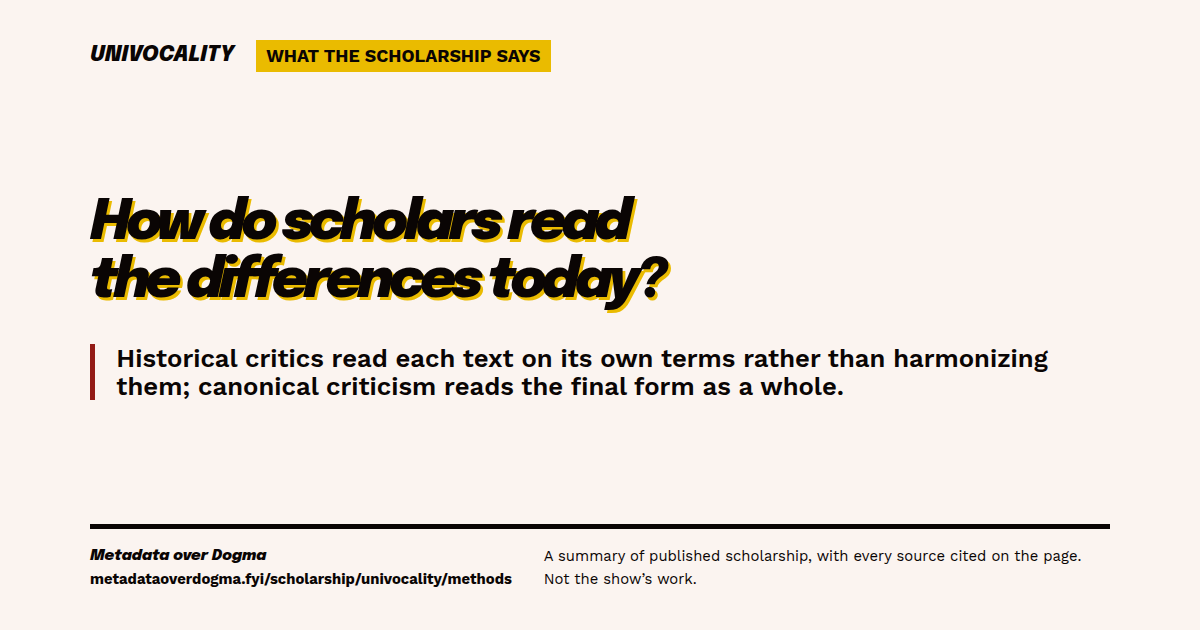 UNIVOCALITY
WHAT THE SCHOLARSHIP SAYS
How do scholars read
the differences today?
Historical critics read each text on its own terms rather than harmonizing
them; canonical criticism reads the final form as a whole.
Metadata over Dogma
metadataoverdogma.fyi/scholarship/univocality/methods
A summary of published scholarship, with every source cited on the page.
Not the show’s work.